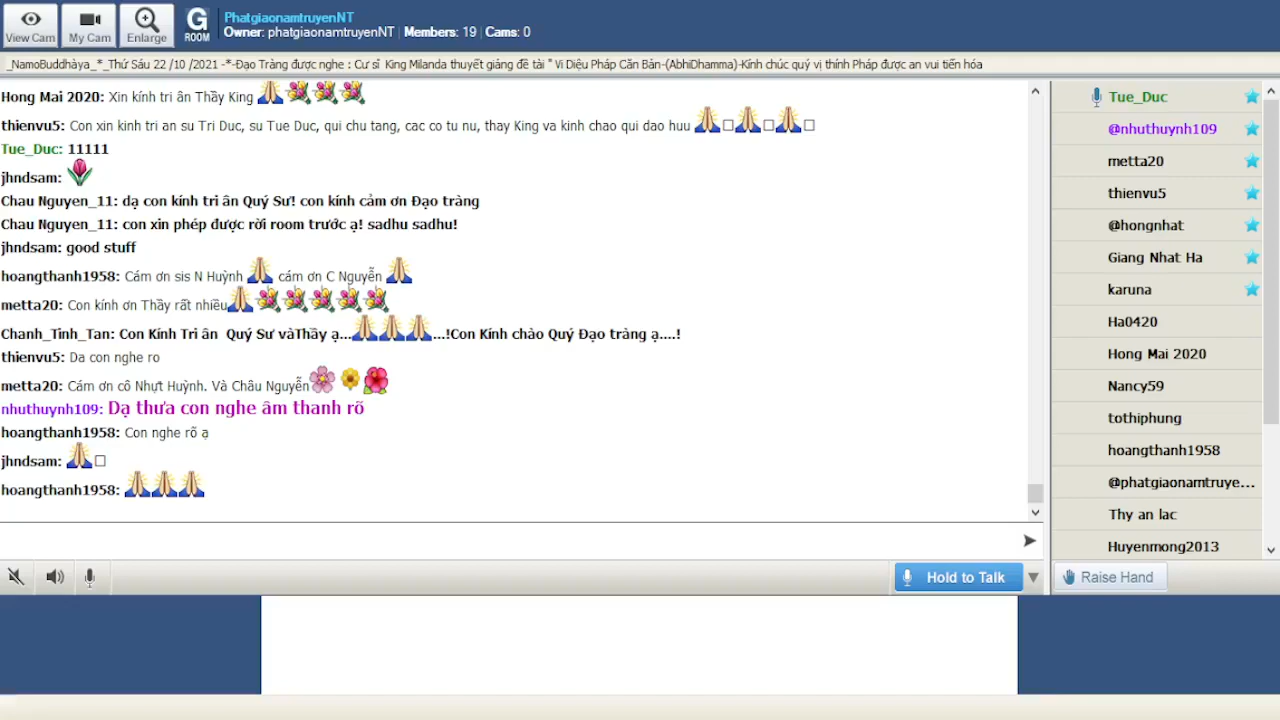 View Cam
My Cam
Enlarge
G
ROOM
PhatgiaonamtruyenNT
Owner: phatgiaonamtruyenNT | Members: 19 | Cams: 0
_NamoBuddhàya_*_Thứ Sáu 22 /10 /2021 -*-Đạo Tràng được nghe : Cư sĩ King Milanda thuyết giảng đề tài " Vi Diệu Pháp Căn Bản-(AbhiDhamma)-Kính chúc quý vị thính Pháp được an vui tiến hóa
Hong Mai 2020: Xin kính tri ân Thầy King
thienvu5: Con xin kinh tri an su Tri Duc, su Tue Duc, qui chu tang, cac co tu nu, thay King va kinh chao qui dao huu
Tue_Duc: 11111
jhndsam:
Chau Nguyen_11: dạ con kính tri ân Quý Sư! con kính cảm ơn Đạo tràng
Chau Nguyen_11: con xin phép được rời room trước ạ! sadhu sadhu!
jhndsam: good stuff
hoangthanh1958: Cám ơn sis N Huỳnh cám ơn C Nguyễn
metta20: Con kính ơn Thầy rất nhiều
Chanh_Tinh_Tan: Con Kính Tri ân Quý Sư vàThầy ạ...!Con Kính chào Quý Đạo tràng ạ....!
thienvu5: Da con nghe ro
metta20: Cám ơn cô Nhựt Huỳnh. Và Châu Nguyễn
nhuthuynh109: Dạ thưa con nghe âm thanh rõ
hoangthanh1958: Con nghe rõ ạ
jhndsam:
hoangthanh1958:
Hold to Talk
Tue_Duc
@nhuthuynh109
metta20
thienvu5
@hongnhat
Giang Nhat Ha
karuna
Ha0420
Hong Mai 2020
Nancy59
tothiphung
hoangthanh1958
@phatgiaonamtruye...
Thy an lac
Huyenmong2013
Raise Hand